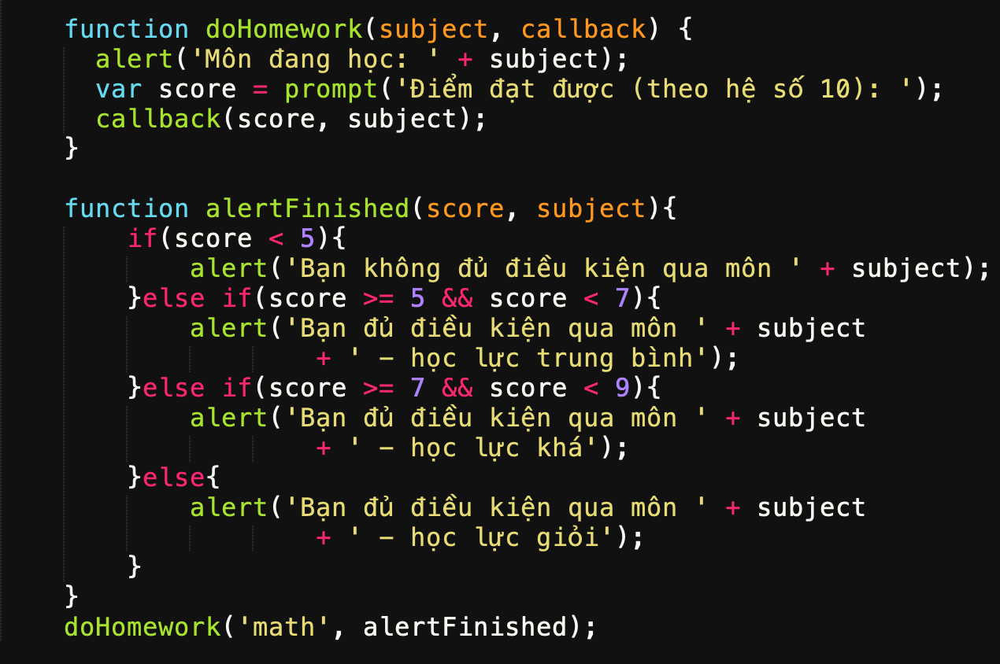 function doHomework(subject, callback) {
  alert('Môn đang học: ' + subject);
  var score = prompt('Điểm đạt được (theo hệ số 10): ');
  callback(score, subject);
}

function alertFinished(score, subject){
    if(score < 5){
        alert('Bạn không đủ điều kiện qua môn ' + subject);
    }else if(score >= 5 && score < 7){
        alert('Bạn đủ điều kiện qua môn ' + subject
                + ' - học lực trung bình');
    }else if(score >= 7 && score < 9){
        alert('Bạn đủ điều kiện qua môn ' + subject
                + ' - học lực khá');
    }else{
        alert('Bạn đủ điều kiện qua môn ' + subject
                + ' - học lực giỏi');
    }
}
doHomework('math', alertFinished);